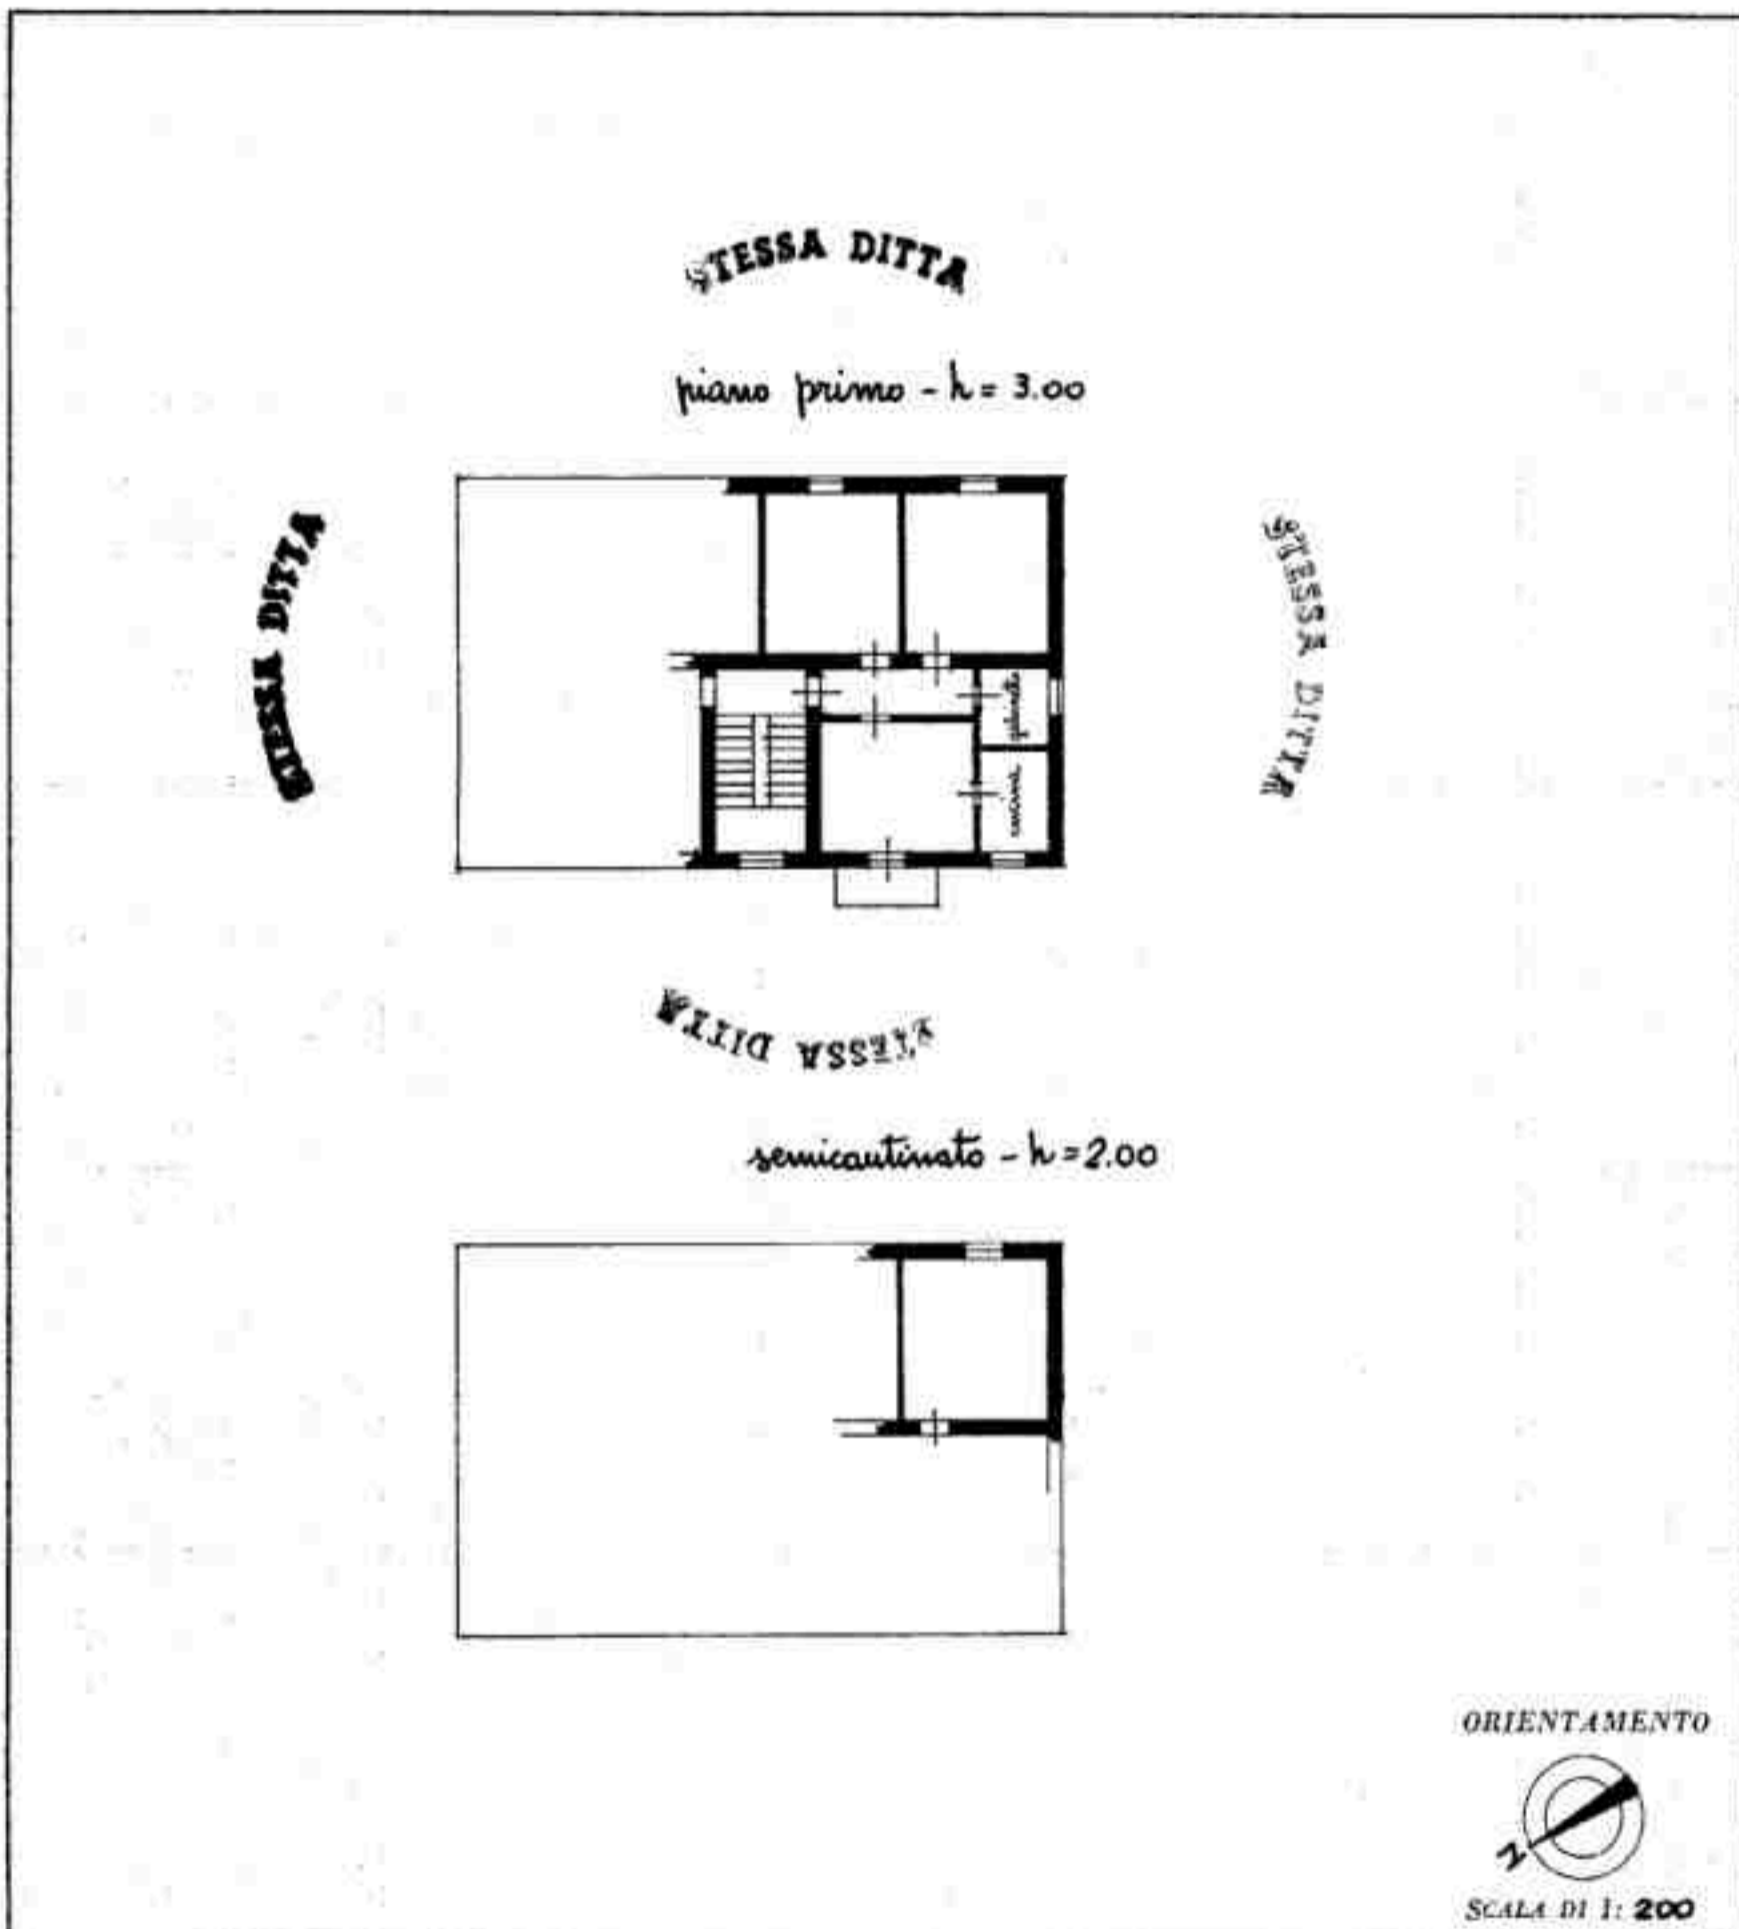 STESSA DITTA
piano primo - h = 3.00
STESSA DITTA
STESSA DITTA
gabinetto
cucina
STESSA DITTA
semicantinato - h = 2.00
ORIENTAMENTO
N
SCALA DI 1: 200